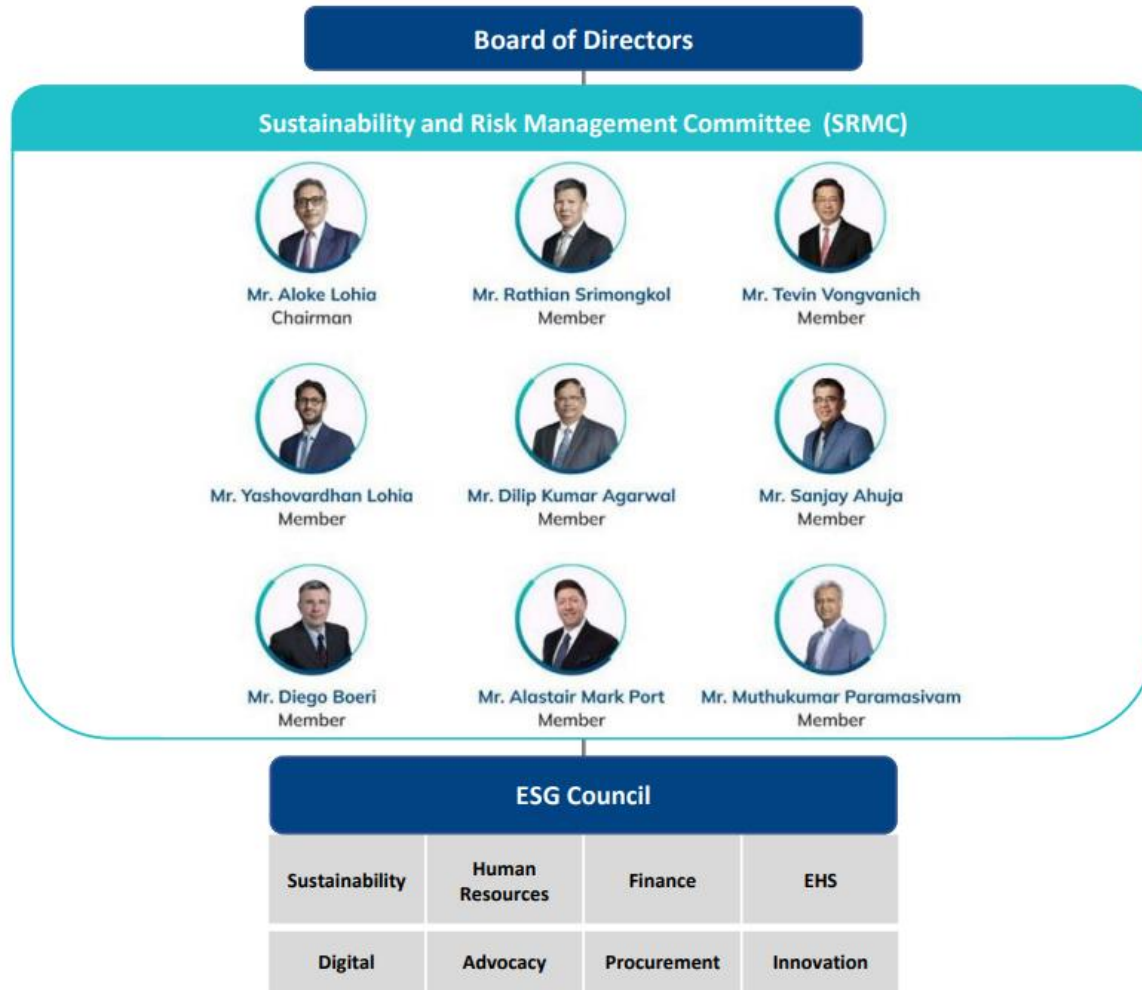 Board of Directors
Sustainability and Risk Management Committee (SRMC)
Mr. Aloke Lohia
Chairman
Mr. Rathian Srimongkol
Member
Mr. Tevin Vongvanich
Member
Mr. Yashovardhan Lohia
Member
Mr. Dilip Kumar Agarwal
Member
Mr. Sanjay Ahuja
Member
Mr. Diego Boeri
Member
Mr. Alastair Mark Port
Member
Mr. Muthukumar Paramasivam
Member
ESG Council
Sustainability
Human
Resources
Finance
EHS
Digital
Advocacy
Procurement
Innovation